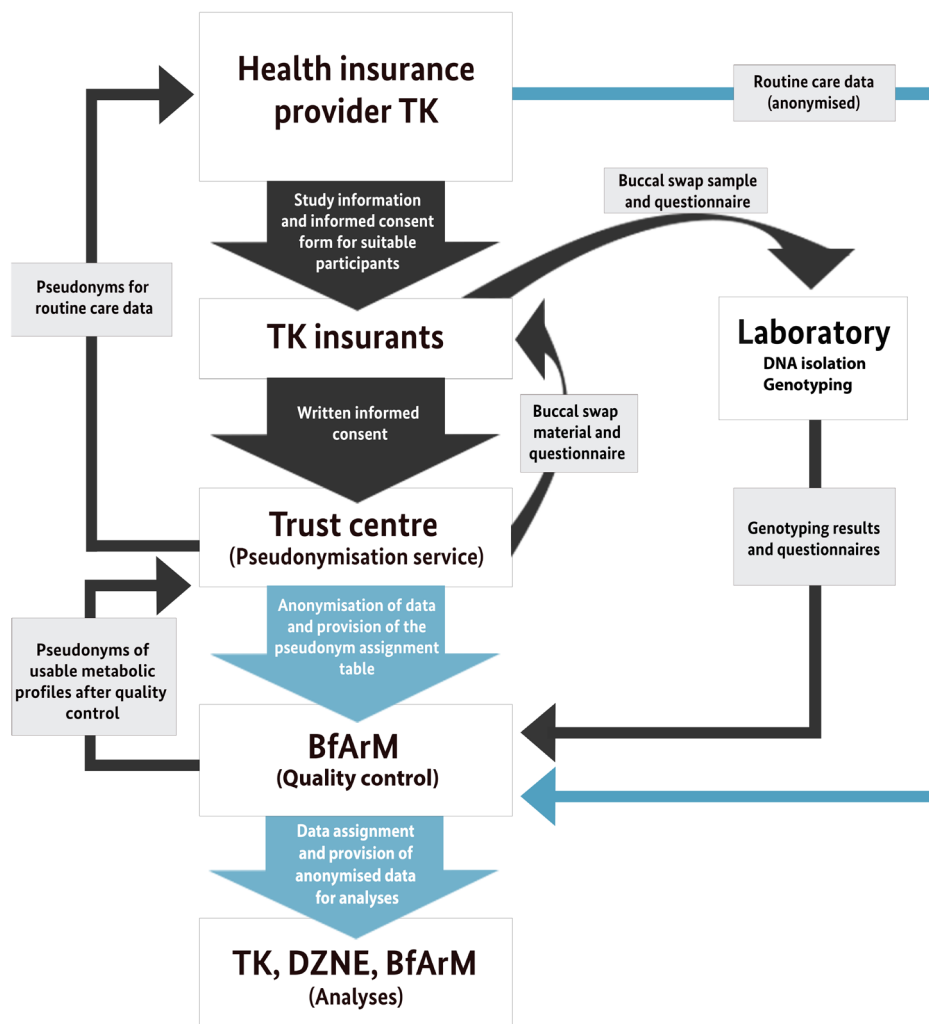 Health insurance
provider TK
Routine care data
(anonymised)
Study information
and informed consent
form for suitable
participants
Buccal swap sample
and questionnaire
Pseudonyms for
routine care data
TK insurants
Laboratory
DNA isolation
Genotyping
Written informed
consent
Buccal swap
material and
questionnaire
Trust centre
(Pseudonymisation service)
Genotyping results
and questionnaires
Anonymisation of data
and provision of the
pseudonym assignment
table
Pseudonyms of
usable metabolic
profiles after quality
control
BfArM
(Quality control)
Data assignment
and provision of
anonymised data
for analyses
TK, DZNE, BfArM
(Analyses)